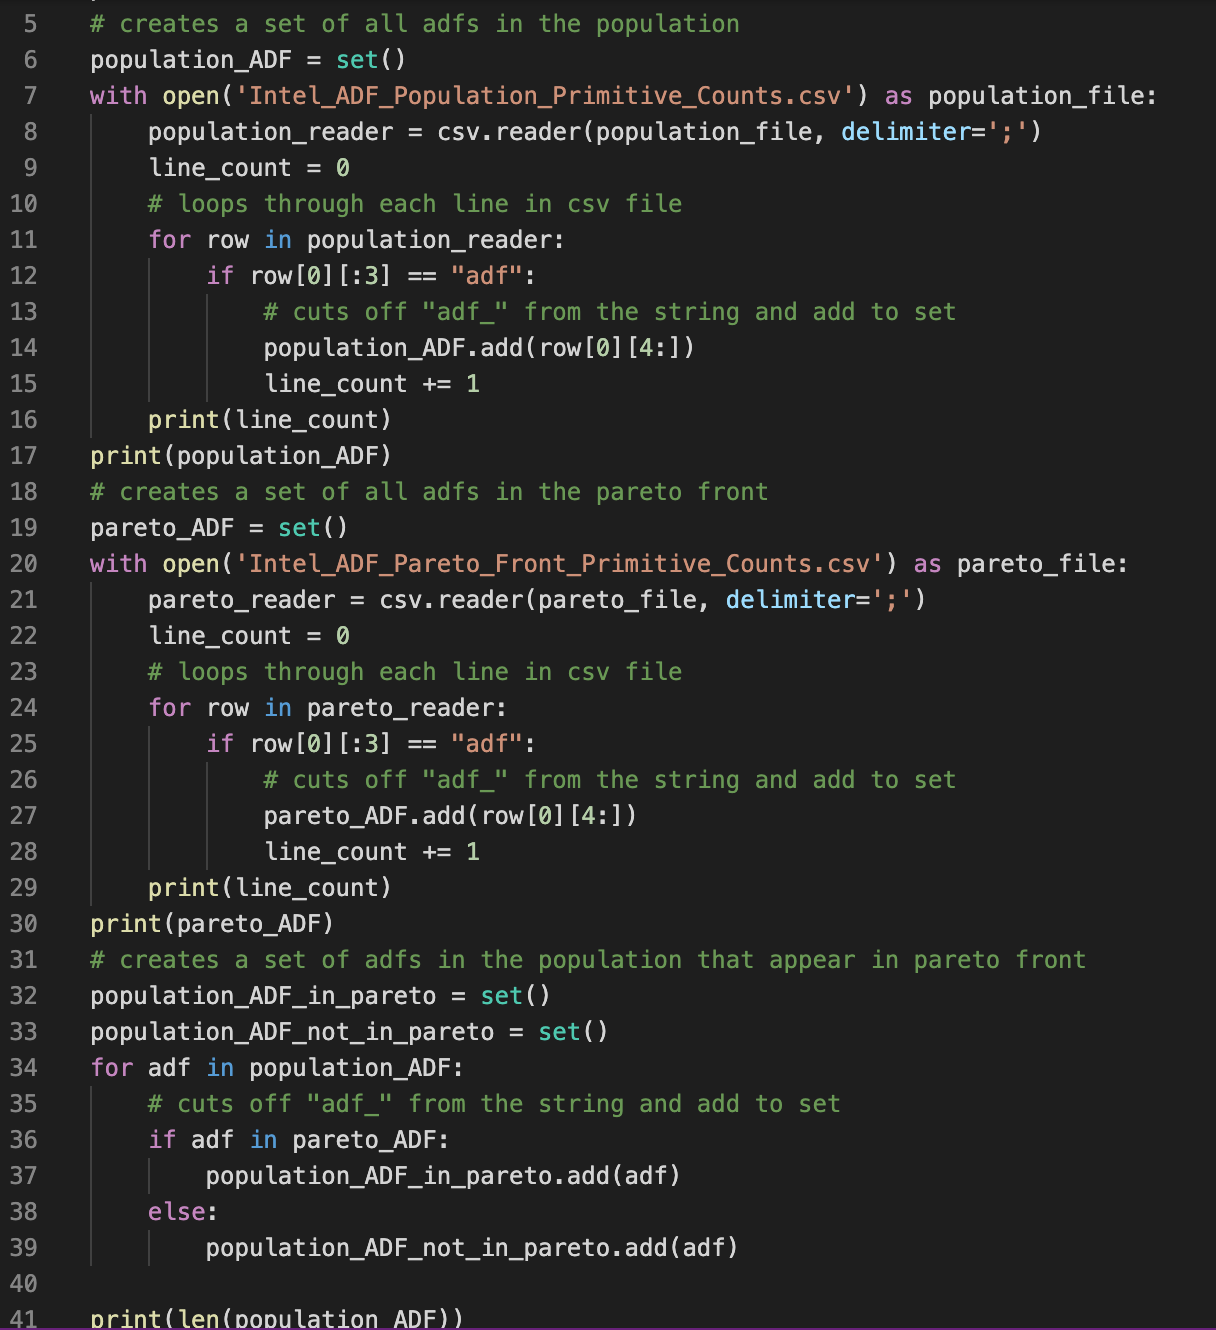 5 # creates a set of all adfs in the population
6 population_ADF = set()
7 with open('Intel_ADF_Population_Primitive_Counts.csv') as population_file:
8     population_reader = csv.reader(population_file, delimiter=';')
9     line_count = 0
10     # loops through each line in csv file
11     for row in population_reader:
12         if row[0][:3] == "adf":
13             # cuts off "adf_" from the string and add to set
14             population_ADF.add(row[0][4:])
15             line_count += 1
16     print(line_count)
17 print(population_ADF)
18 # creates a set of all adfs in the pareto front
19 pareto_ADF = set()
20 with open('Intel_ADF_Pareto_Front_Primitive_Counts.csv') as pareto_file:
21     pareto_reader = csv.reader(pareto_file, delimiter=';')
22     line_count = 0
23     # loops through each line in csv file
24     for row in pareto_reader:
25         if row[0][:3] == "adf":
26             # cuts off "adf_" from the string and add to set
27             pareto_ADF.add(row[0][4:])
28             line_count += 1
29     print(line_count)
30 print(pareto_ADF)
31 # creates a set of adfs in the population that appear in pareto front
32 population_ADF_in_pareto = set()
33 population_ADF_not_in_pareto = set()
34 for adf in population_ADF:
35     # cuts off "adf_" from the string and add to set
36     if adf in pareto_ADF:
37         population_ADF_in_pareto.add(adf)
38     else:
39         population_ADF_not_in_pareto.add(adf)
40
41 print(len(population_ADF))